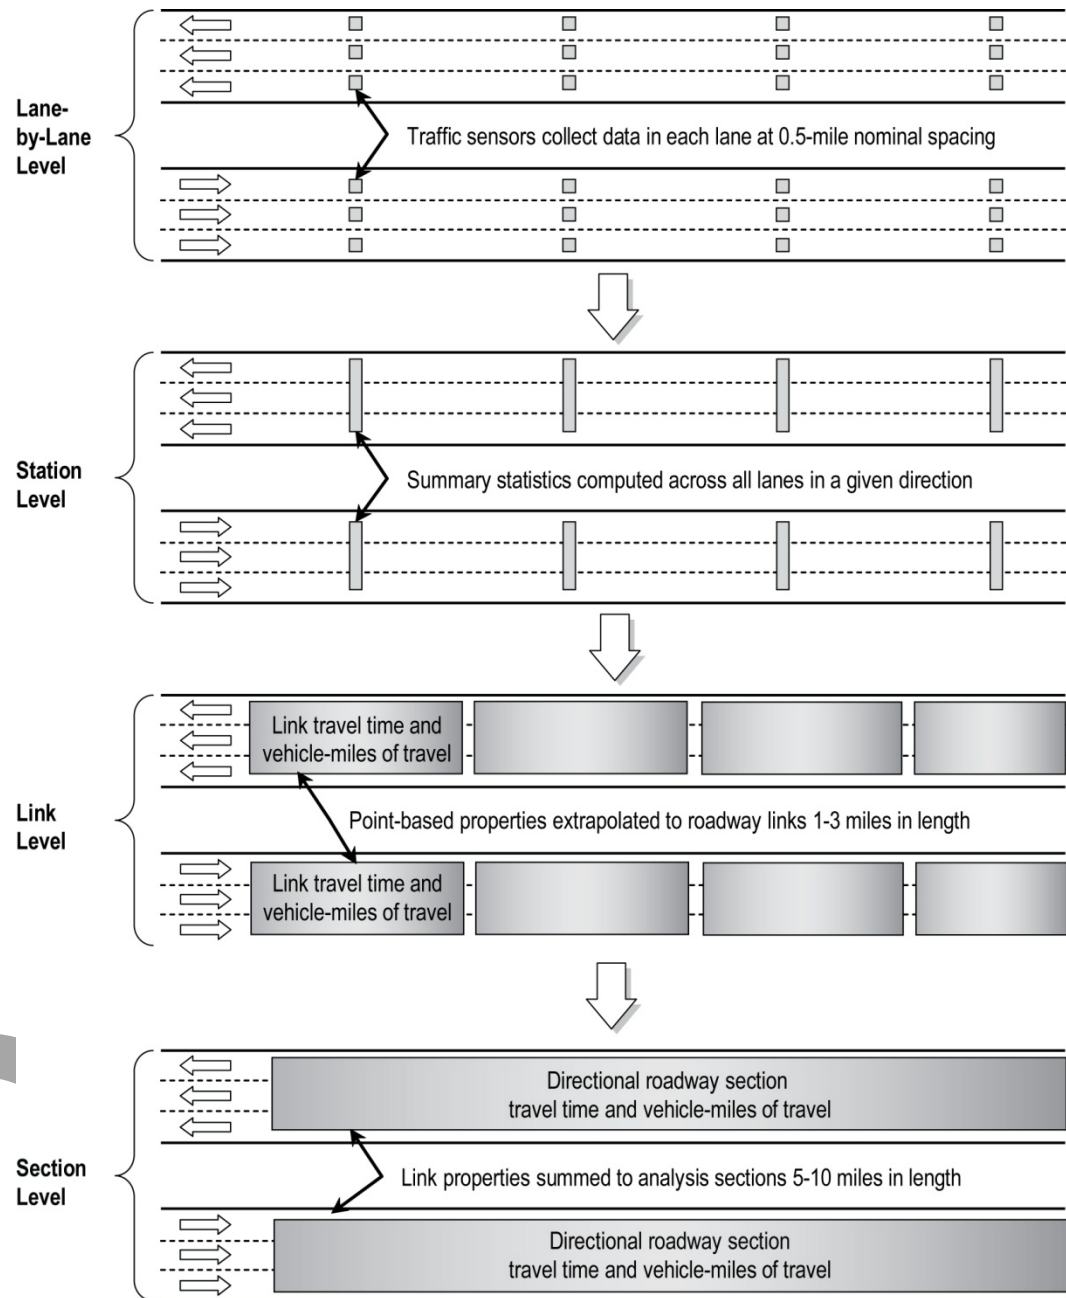 Lane-
by-Lane
Level
Traffic sensors collect data in each lane at 0.5-mile nominal spacing
Station
Level
Summary statistics computed across all lanes in a given direction
Link
Level
Link travel time and
vehicle-miles of travel
Point-based properties extrapolated to roadway links 1-3 miles in length
Link travel time and
vehicle-miles of travel
Section
Level
Directional roadway section
travel time and vehicle-miles of travel
Link properties summed to analysis sections 5-10 miles in length
Directional roadway section
travel time and vehicle-miles of travel